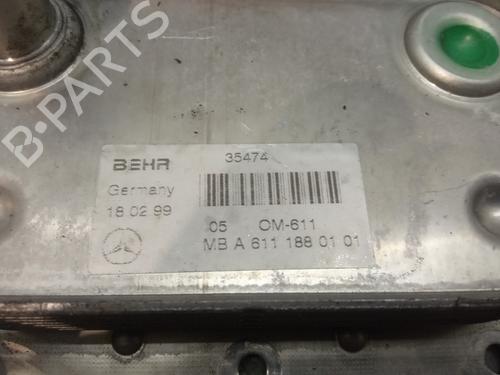 B-PARTS
BEHR 35474
Germany
18 02 99
05 OM-611
MB A 611 188 01 01